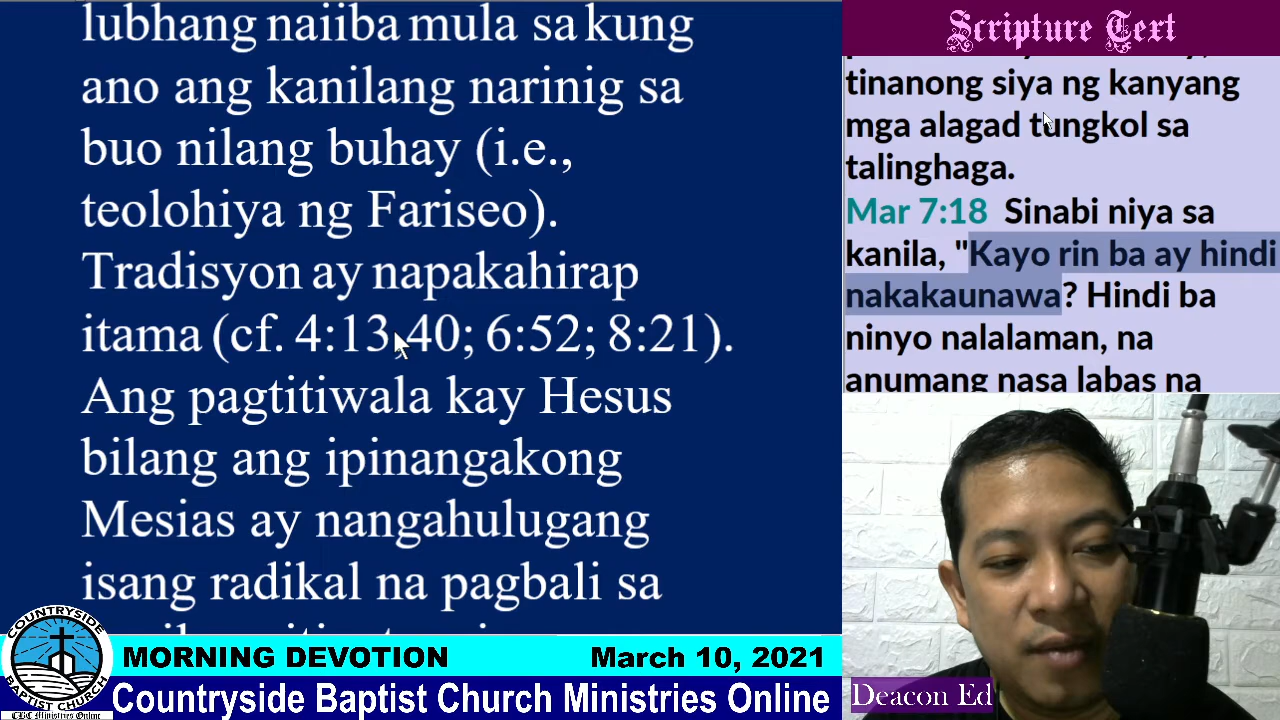 lubhang naiiba mula sa kung
ano ang kanilang narinig sa
buo nilang buhay (i.e.,
teolohiya ng Fariseo).
Tradisyon ay napakahirap
itama (cf. 4:13,40; 6:52; 8:21).
Ang pagtitiwala kay Hesus
bilang ang ipinangakong
Mesias ay nangahulugang
isang radikal na pagbali sa
Scripture Text
tinanong siya ng kanyang
mga alagad tungkol sa
talinghaga.
Mar 7:18 Sinabi niya sa
kanila, "Kayo rin ba ay hindi
nakakaunawa? Hindi ba
ninyo nalalaman, na
anumang nasa labas na
COUNTRYSIDE
BAPTIST CHURCH
CBC Ministries Online
MORNING DEVOTION March 10, 2021
Countryside Baptist Church Ministries Online
Deacon Ed